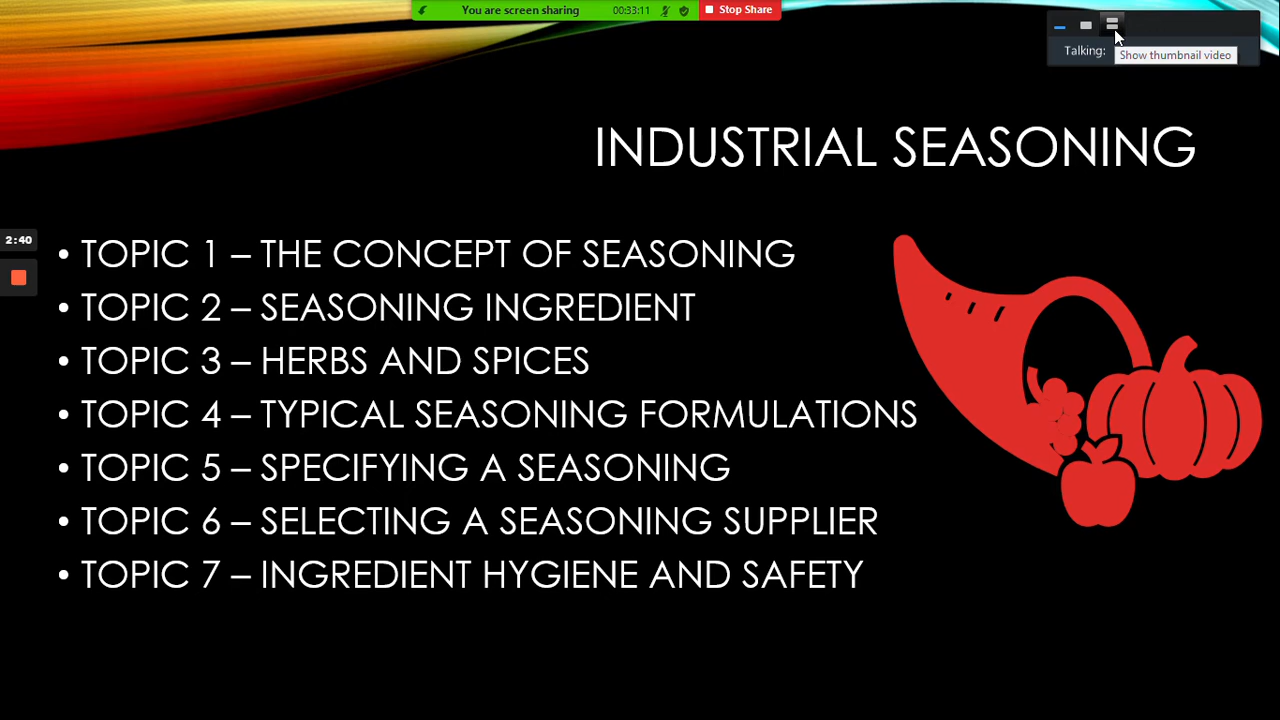 You are screen sharing 00:33:11 Stop Share
Talking:
Show thumbnail video
INDUSTRIAL SEASONING
2:40
• TOPIC 1 – THE CONCEPT OF SEASONING
• TOPIC 2 – SEASONING INGREDIENT
• TOPIC 3 – HERBS AND SPICES
• TOPIC 4 – TYPICAL SEASONING FORMULATIONS
• TOPIC 5 – SPECIFYING A SEASONING
• TOPIC 6 – SELECTING A SEASONING SUPPLIER
• TOPIC 7 – INGREDIENT HYGIENE AND SAFETY